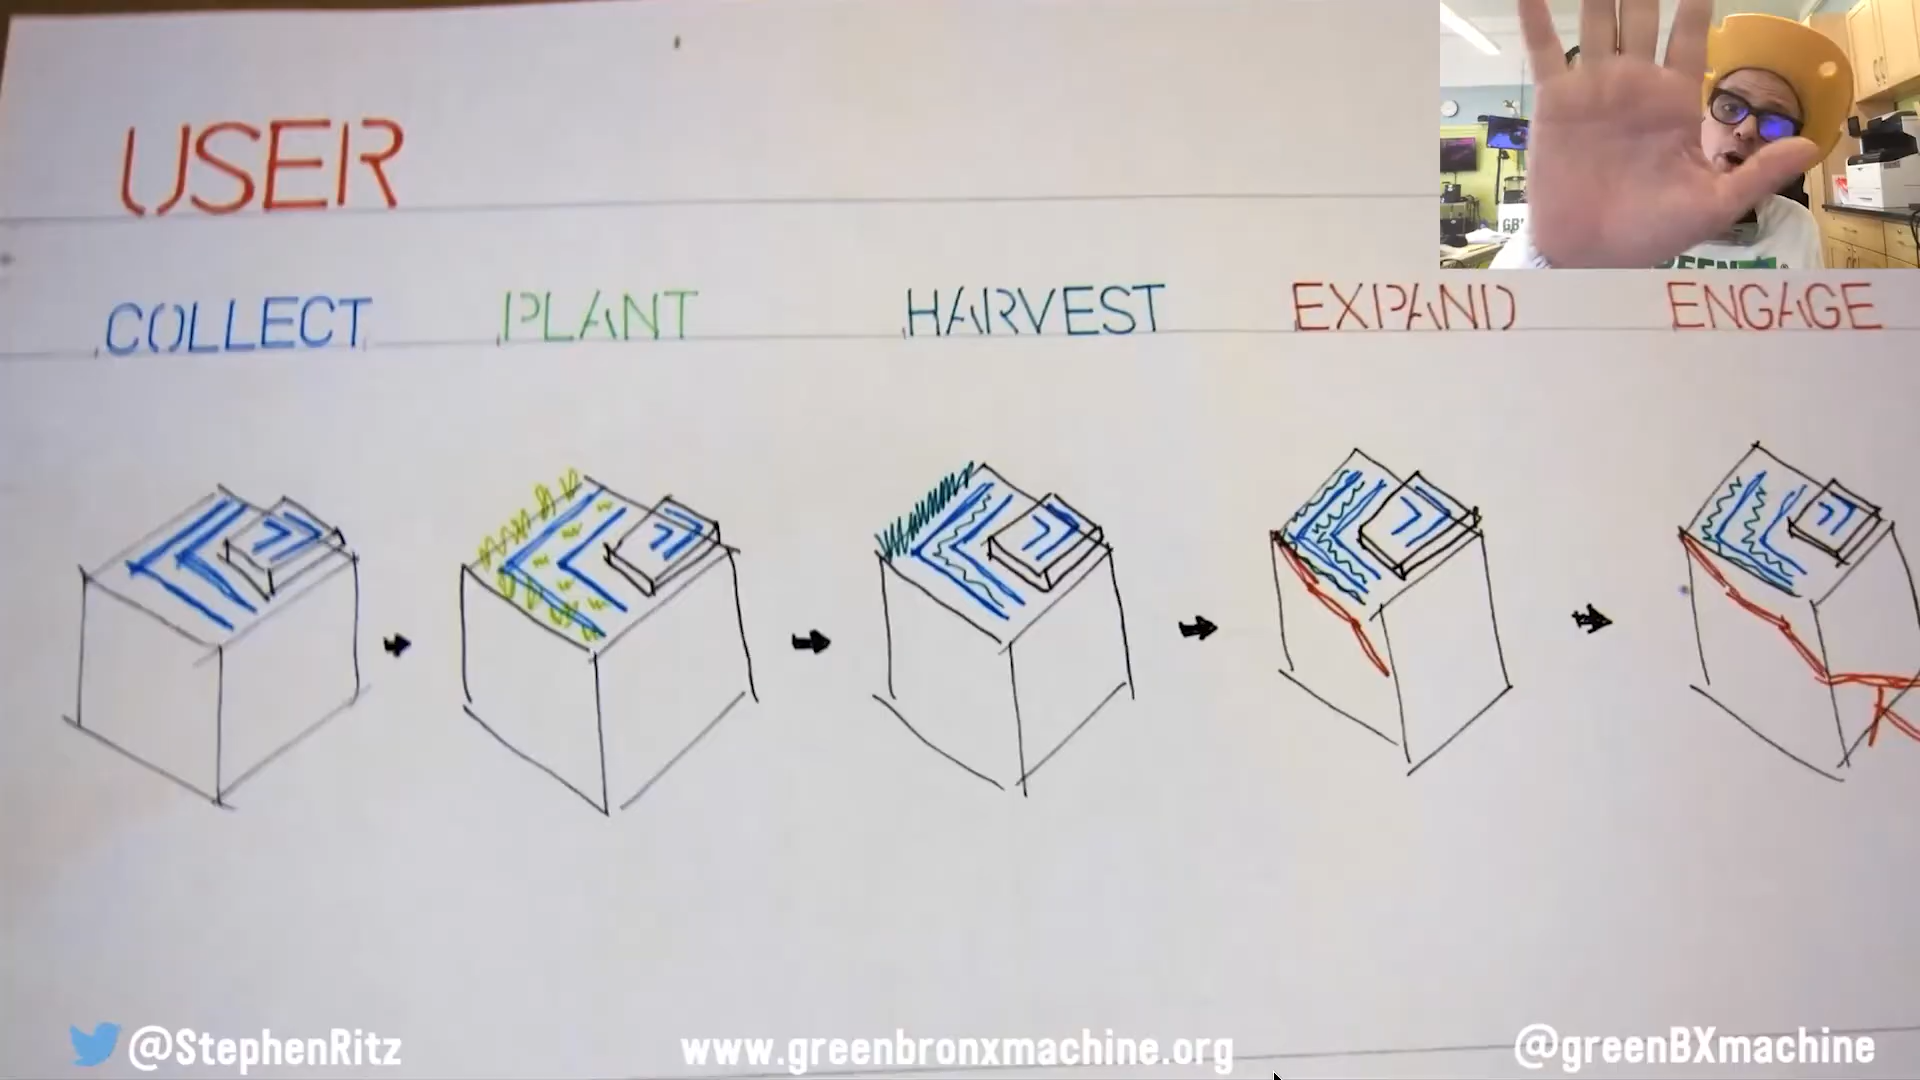 USER
COLLECT PLANT HARVEST EXPAND ENGAGE
@StephenRitz www.greenbronxmachine.org @greenBXmachine